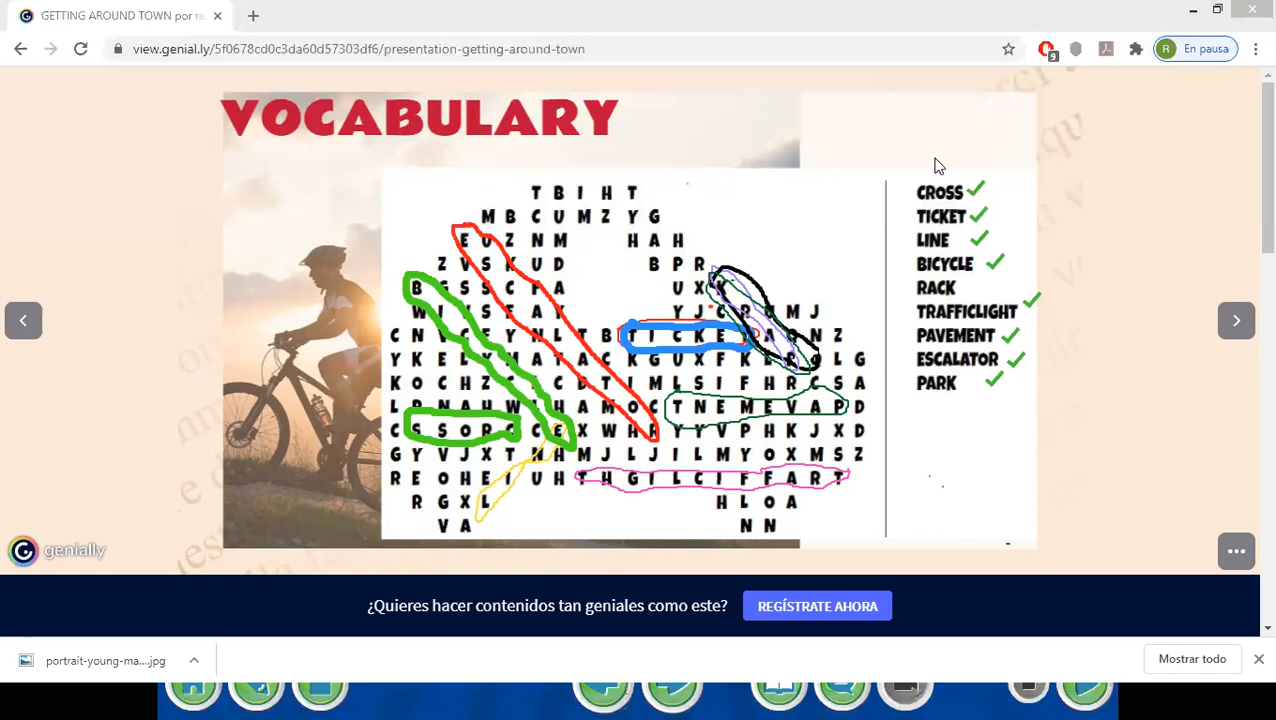 GETTING AROUND TOWN por ra
view.genial.ly/5f0678cd0c3da60d57303df6/presentation-getting-around-town
9
R En pausa
VOCABULARY
T B I H T
M B C U M Z Y G
E U Z N M H A H
Z V S K U D B P R
B S S C F A U X K
W I Y S F A Y Y J C R U M J
C N V E Y N L T B T I C K E N Z
Y K E L Y M A T A C K G U X F K L G
K O C H Z C T I M L S I F H R C S A
L N A H W H A M O C T N E M E V A P D
C S S O R C C E X W H R Y Y V P H K J X D
G Y V J X T N H M J L J I L M Y O X M S Z
R E O H E I U H T H G I L C I F F A R T
R G X L H L O A
V A N N
CROSS
TICKET
LINE
BICYCLE
RACK
TRAFFICLIGHT
PAVEMENT
ESCALATOR
PARK
genially
¿Quieres hacer contenidos tan geniales como este?
REGÍSTRATE AHORA
portrait-young-ma....jpg
Mostrar todo